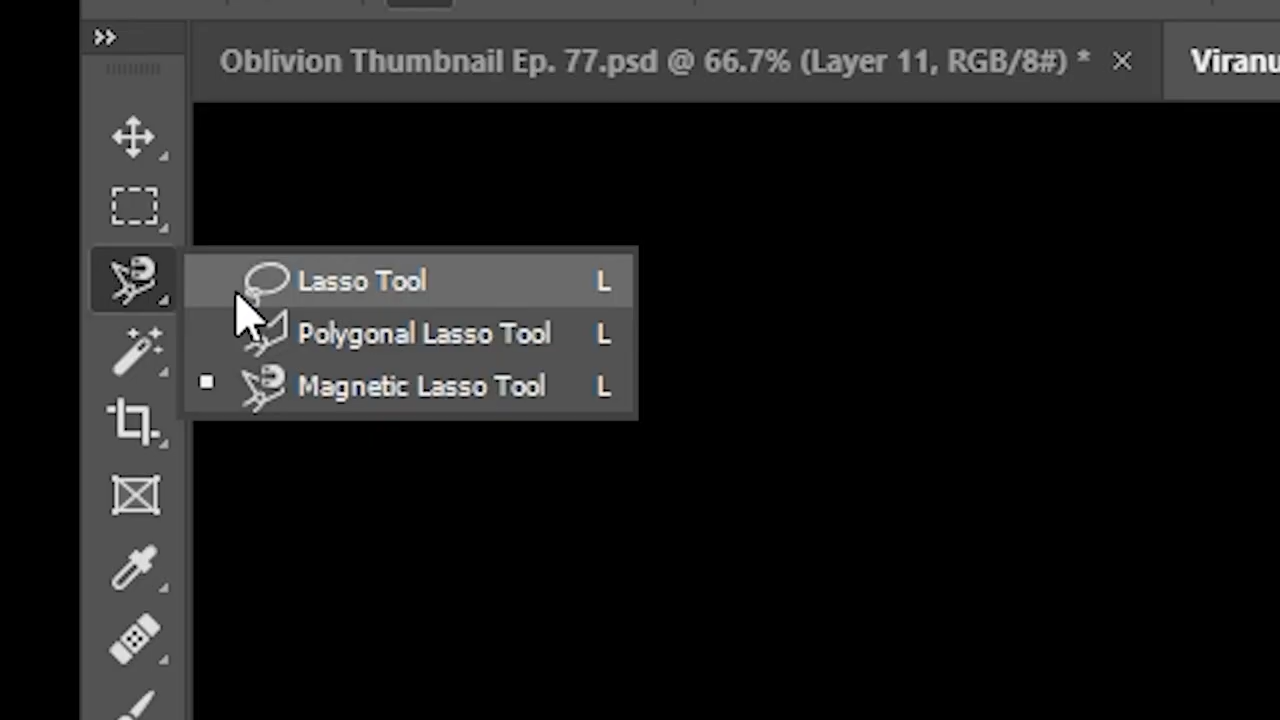 Oblivion Thumbnail Ep. 77.psd @ 66.7% (Layer 11, RGB/8#) *
Lasso Tool L
Polygonal Lasso Tool L
Magnetic Lasso Tool L